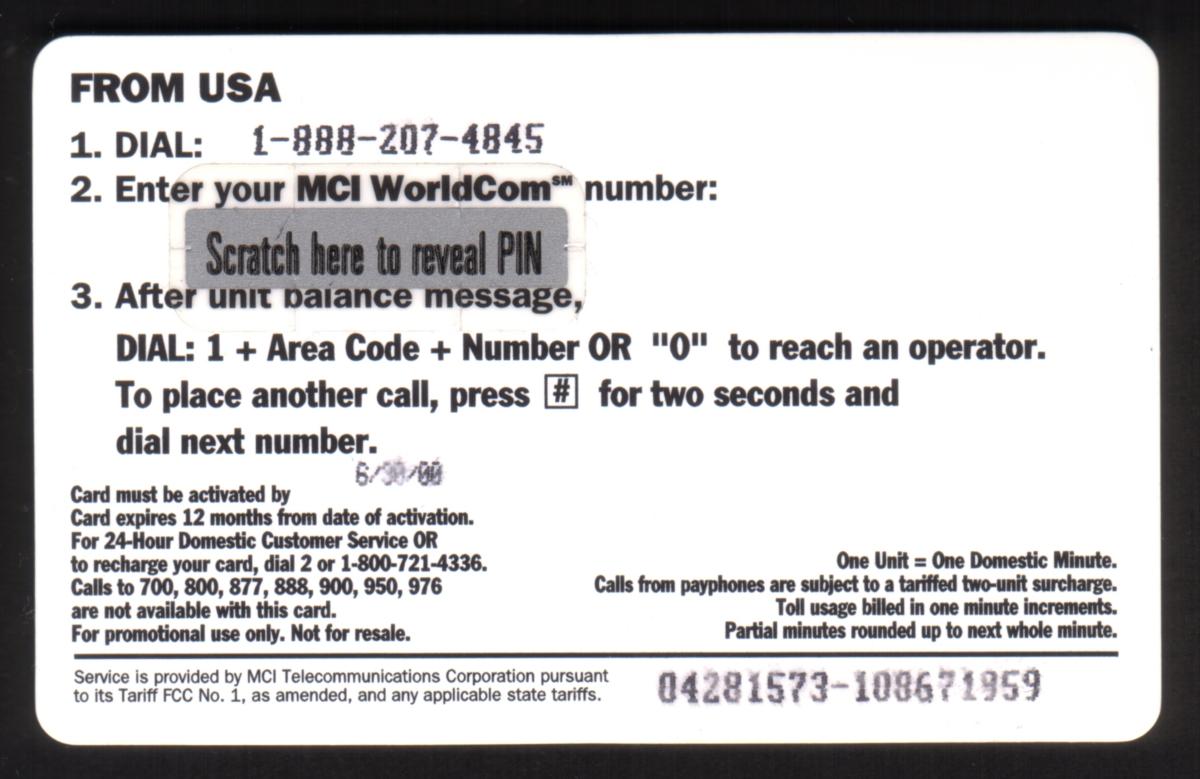 FROM USA
1. DIAL: 1-888-207-4845
2. Enter your MCI WorldCom℠ number:
Scratch here to reveal PIN
3. After unit balance message,
DIAL: 1 + Area Code + Number OR "0" to reach an operator.
To place another call, press # for two seconds and
dial next number.
6/30/00
Card must be activated by
Card expires 12 months from date of activation.
For 24-Hour Domestic Customer Service OR
to recharge your card, dial 2 or 1-800-721-4336.
Calls to 700, 800, 877, 888, 900, 950, 976
are not available with this card.
For promotional use only. Not for resale.
One Unit = One Domestic Minute.
Calls from payphones are subject to a tariffed two-unit surcharge.
Toll usage billed in one minute increments.
Partial minutes rounded up to next whole minute.
Service is provided by MCI Telecommunications Corporation pursuant
to its Tariff FCC No. 1, as amended, and any applicable state tariffs.
04281573-108671959